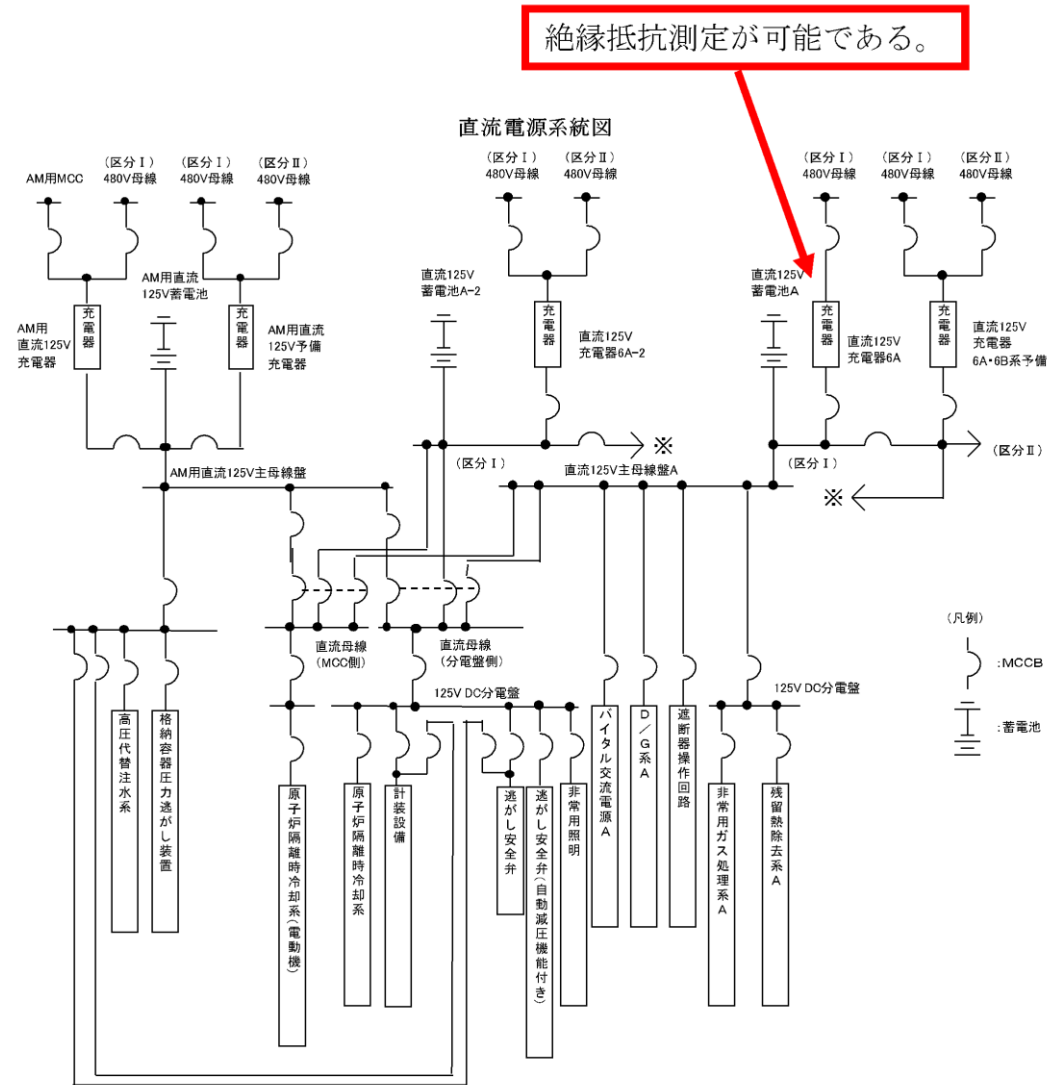 絶縁抵抗測定が可能である。
直流電源系統図
AM用MCC
(区分Ⅰ)
480V母線
(区分Ⅰ)
480V母線
(区分Ⅱ)
480V母線
(区分Ⅰ)
480V母線
(区分Ⅱ)
480V母線
(区分Ⅰ)
480V母線
(区分Ⅰ)
480V母線
(区分Ⅱ)
480V母線
AM用
直流125V
充電器
充電器
AM用直流
125V蓄電池
充電器
AM用直流
125V予備
充電器
直流125V
蓄電池A-2
充電器
直流125V
充電器6A-2
直流125V
蓄電池A
充電器
直流125V
充電器6A
充電器
直流125V
充電器
6A・6B系予備
※
(区分Ⅰ)
(区分Ⅰ)
(区分Ⅱ)
※
AM用直流125V主母線盤
直流125V主母線盤A
直流母線
(MCC側)
直流母線
(分電盤側)
125V DC分電盤
125V DC分電盤
(凡例)
:MCCB
:蓄電池
高圧代替注水系
格納容器圧力逃がし装置
原子炉隔離時冷却系(電動機)
原子炉隔離時冷却系
計装設備
逃がし安全弁
逃がし安全弁(自動減圧機能付き)
非常用照明
バイタル交流電源A
D/G系A
遮断器操作回路
非常用ガス処理系A
残留熱除去系A